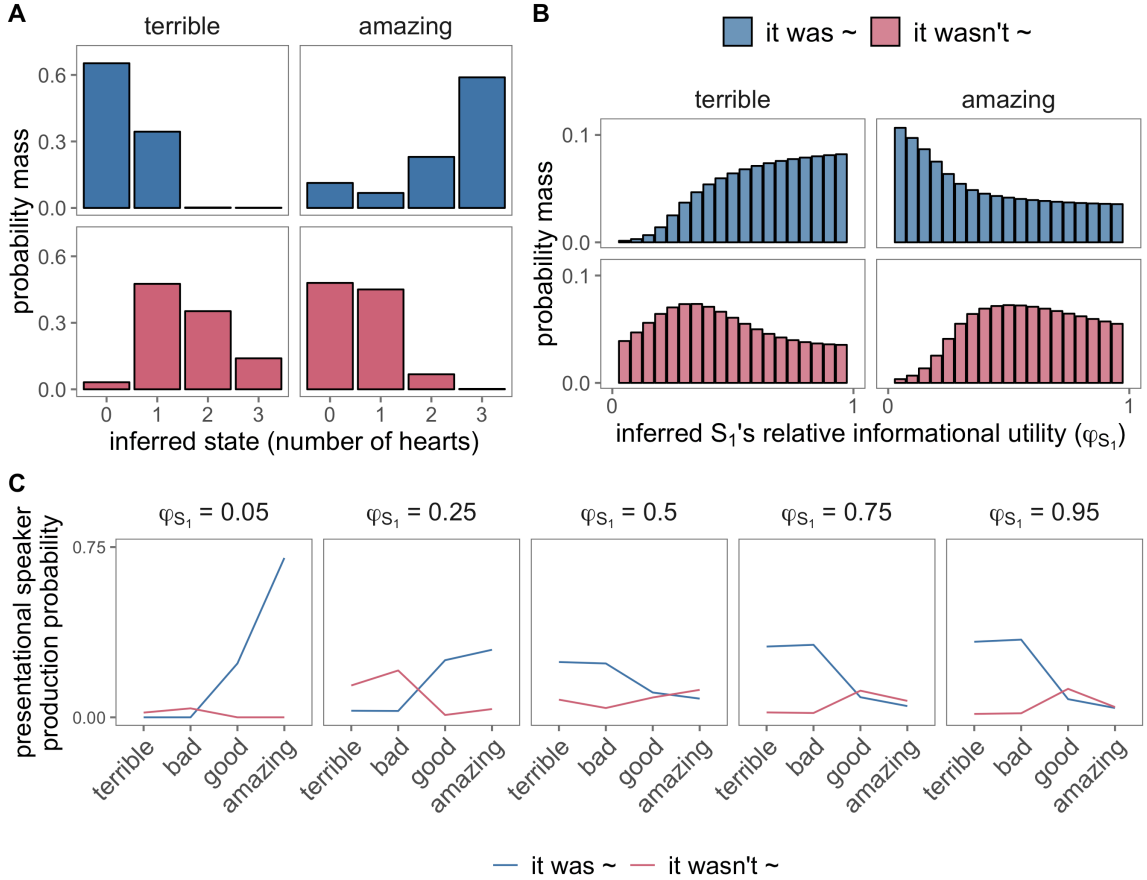 A
terrible
amazing
probability mass
0.6
0.3
0.0
0.6
0.3
0.0
0
1
2
3
0
1
2
3
inferred state (number of hearts)
B
it was ~
it wasn't ~
terrible
amazing
probability mass
0.1
0.0
0.1
0.0
0
1
0
1
inferred S₁'s relative informational utility (φS₁)
C
φS₁ = 0.05
φS₁ = 0.25
φS₁ = 0.5
φS₁ = 0.75
φS₁ = 0.95
presentational speaker
production probability
0.75
0.00
terrible
bad
good
amazing
terrible
bad
good
amazing
terrible
bad
good
amazing
terrible
bad
good
amazing
terrible
bad
good
amazing
it was ~
it wasn't ~